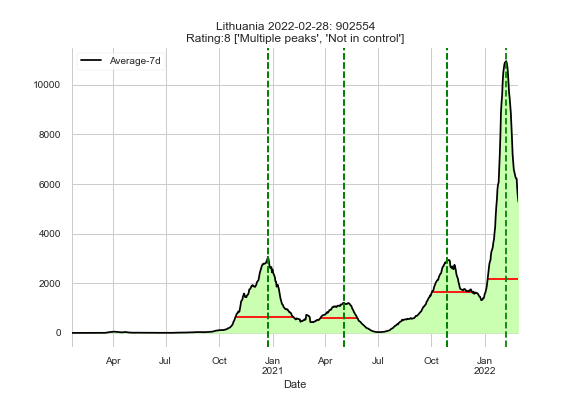 Lithuania 2022-02-28: 902554
Rating:8 ['Multiple peaks', 'Not in control']
Average-7d
10000
8000
6000
4000
2000
0
Apr Jul Oct Jan Apr Jul Oct Jan
2021 2022
Date